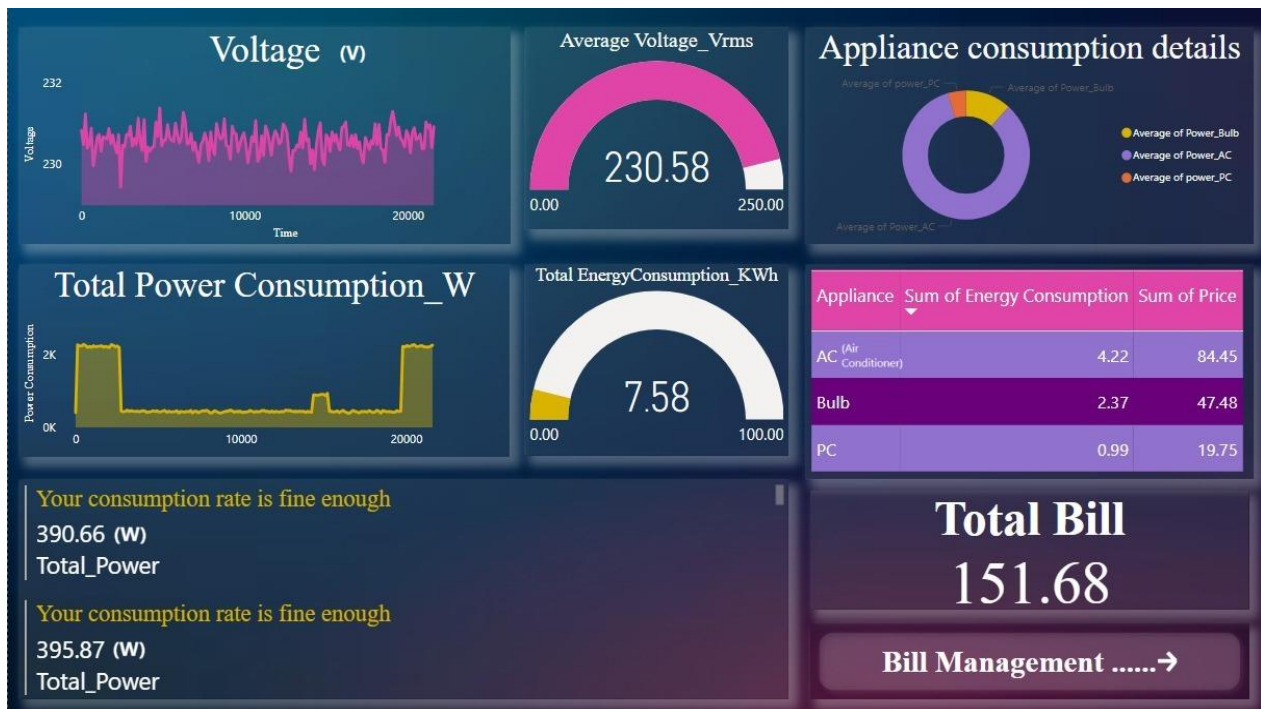 Voltage (V)
232
230
Voltage
0 10000 20000
Time
Average Voltage_Vrms
230.58
0.00 250.00
Appliance consumption details
Average of power_PC
Average of Power_Bulb
Average of Power_AC
Average of Power_Bulb
Average of Power_AC
Average of power_PC
Total Power Consumption_W
2K
0K
Power Consumption
0 10000 20000
Total EnergyConsumption_KWh
7.58
0.00 100.00
Appliance Sum of Energy Consumption Sum of Price
AC (Air Conditioner) 4.22 84.45
Bulb 2.37 47.48
PC 0.99 19.75
Your consumption rate is fine enough
390.66 (W)
Total_Power
Your consumption rate is fine enough
395.87 (W)
Total_Power
Total Bill
151.68
Bill Management ......→